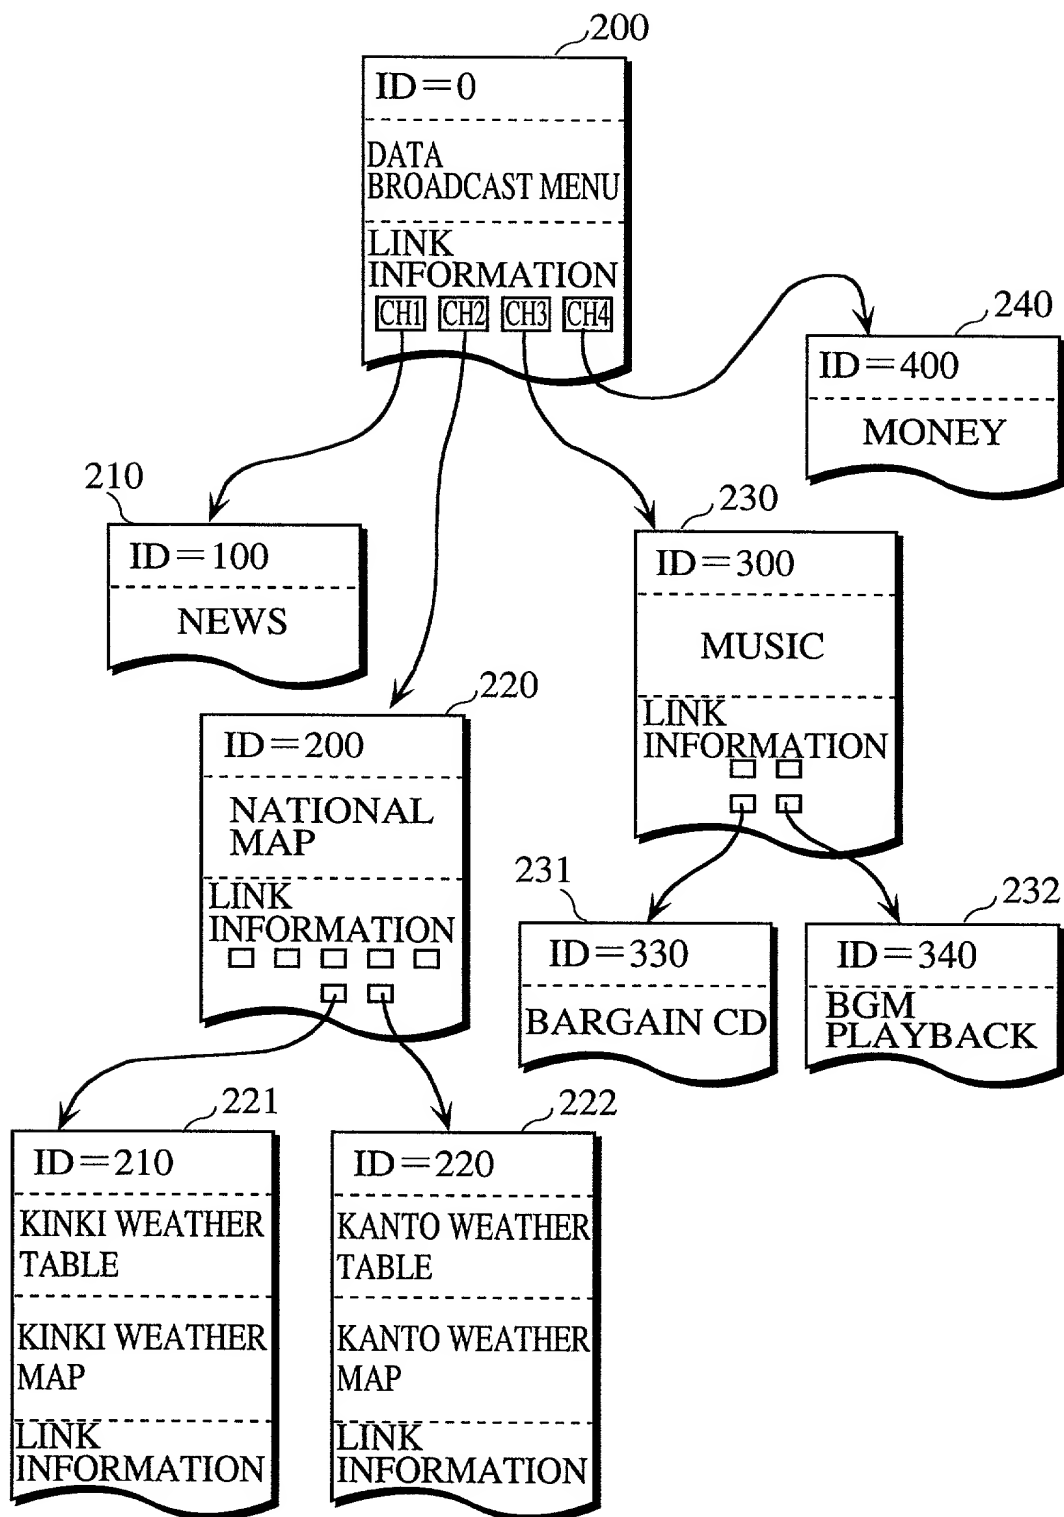 200
ID=0
DATA
BROADCAST MENU
LINK
INFORMATION
CH1 CH2 CH3 CH4
240
ID=400
MONEY
210
ID=100
NEWS
230
ID=300
MUSIC
LINK
INFORMATION
220
ID=200
NATIONAL
MAP
LINK
INFORMATION
231
ID=330
BARGAIN CD
232
ID=340
BGM
PLAYBACK
221
ID=210
KINKI WEATHER
TABLE
KINKI WEATHER
MAP
LINK
INFORMATION
222
ID=220
KANTO WEATHER
TABLE
KANTO WEATHER
MAP
LINK
INFORMATION